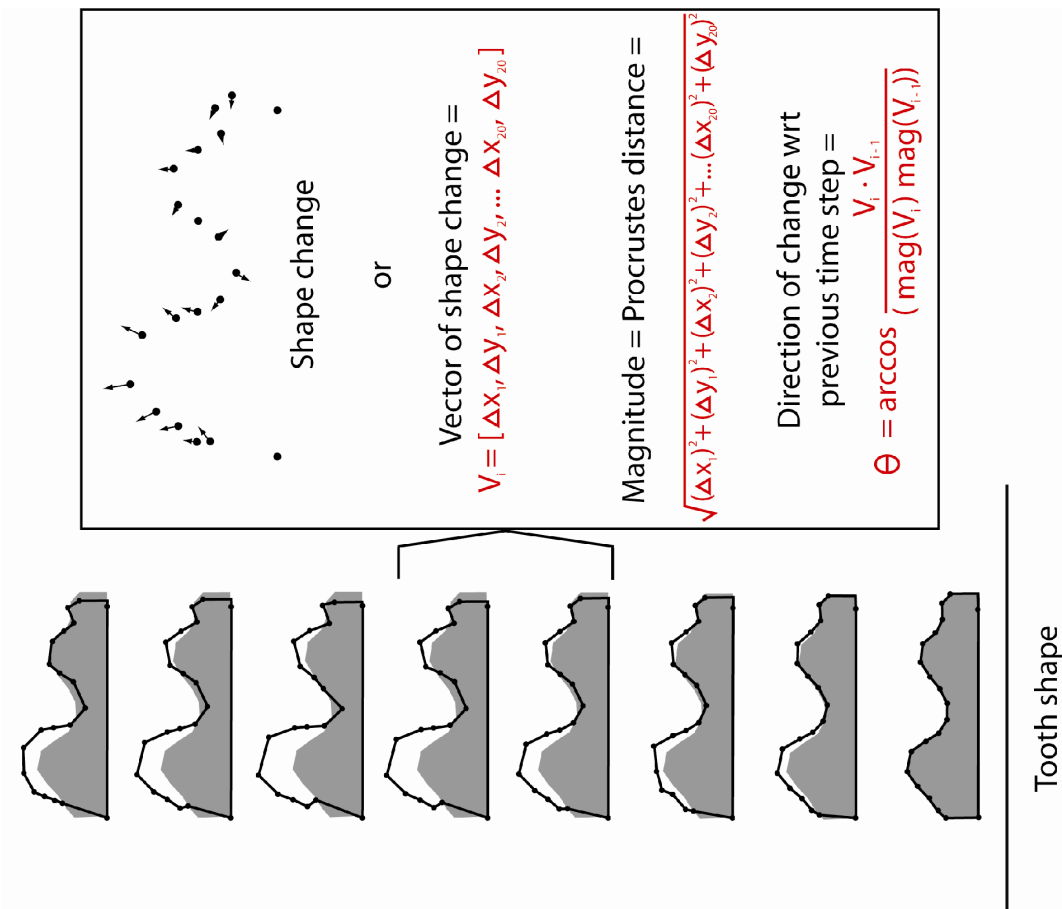 Shape change
or
Vector of shape change =
Vᵢ = [ Δx₁, Δy₁, Δx₂, Δy₂, ... Δx₂₀, Δy₂₀ ]
Magnitude = Procrustes distance =
√(Δx₁)² + (Δy₁)² + (Δx₂)² + (Δy₂)² + ... (Δx₂₀)² + (Δy₂₀)²
Direction of change wrt
previous time step =
Vᵢ · Vᵢ₋₁
θ = arccos
( mag(Vᵢ) mag(Vᵢ₋₁))
Tooth shape